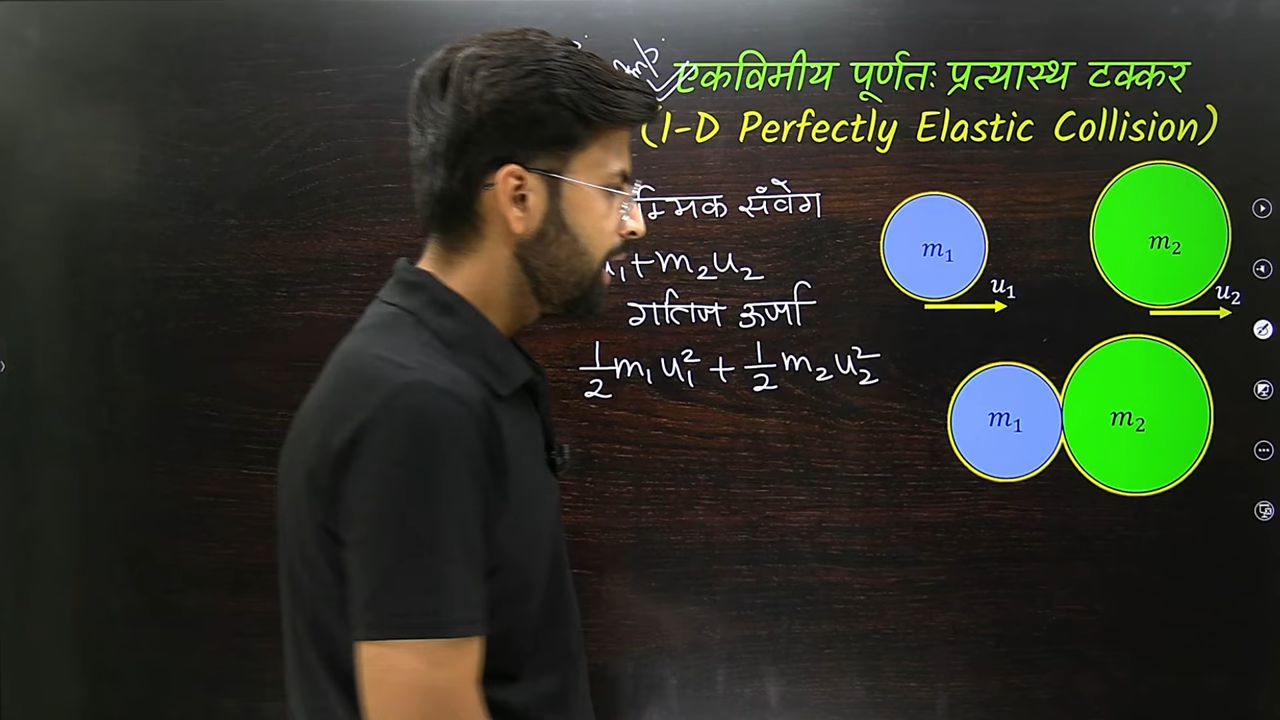 Imp.
एकविमीय पूर्णतः प्रत्यास्थ टक्कर
(1-D Perfectly Elastic Collision)
संवेग
+m₂u₂
गतिज ऊर्जा
½m₁u₁² + ½m₂u₂²
m₁
m₂
u₁
u₂
m₁
m₂